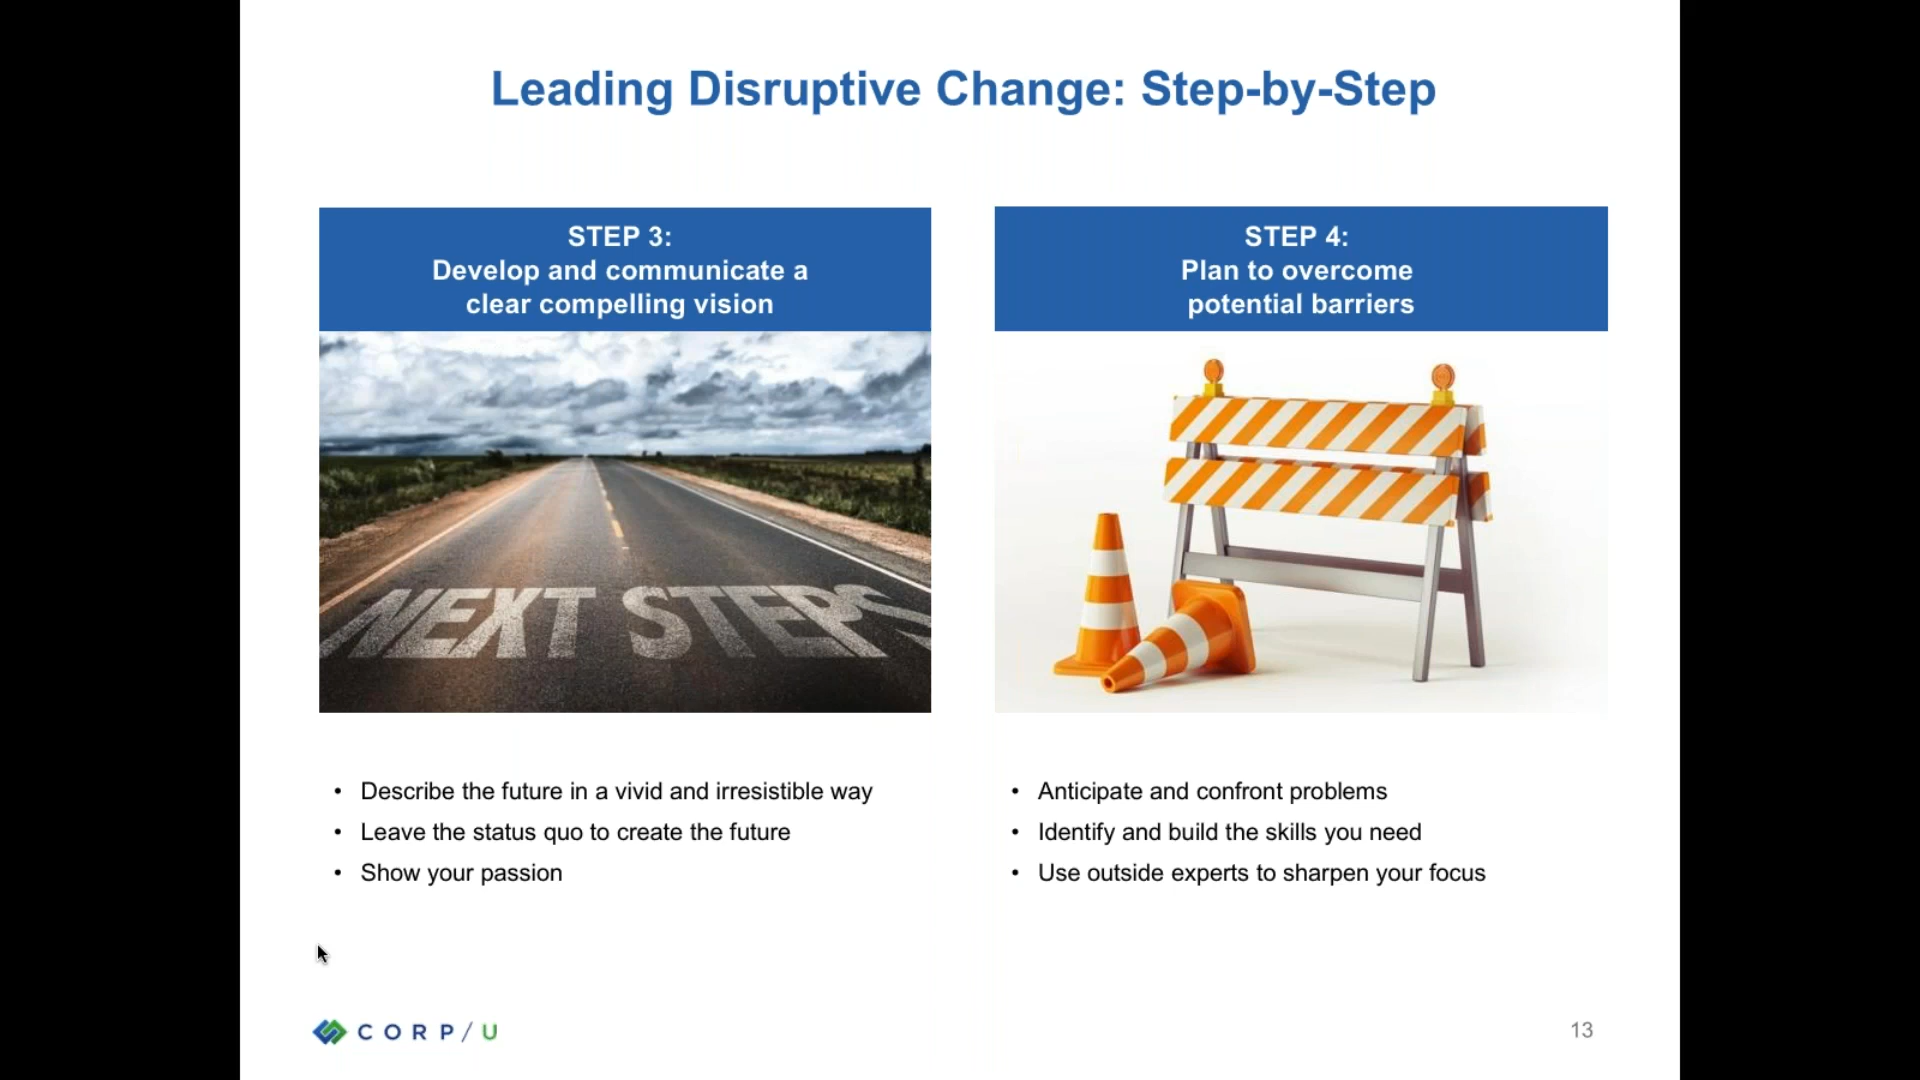 Leading Disruptive Change: Step-by-Step
STEP 3:
Develop and communicate a
clear compelling vision
NEXT STEPS
• Describe the future in a vivid and irresistible way
• Leave the status quo to create the future
• Show your passion
STEP 4:
Plan to overcome
potential barriers
• Anticipate and confront problems
• Identify and build the skills you need
• Use outside experts to sharpen your focus
CORP/U
13